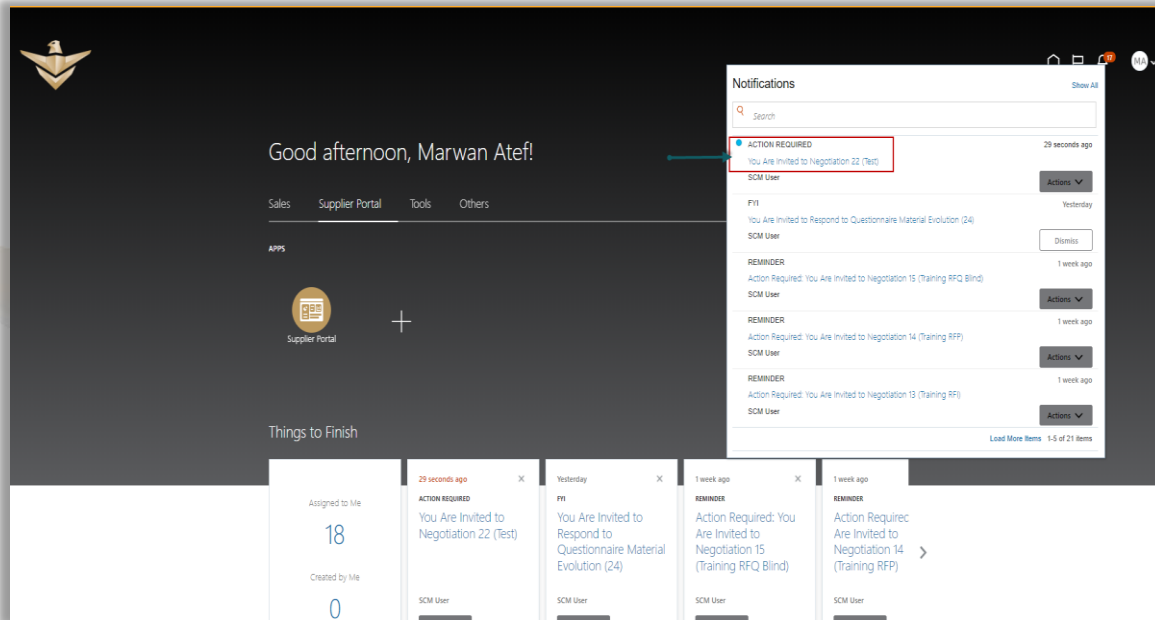 17
MA
Good afternoon, Marwan Atef!
Sales Supplier Portal Tools Others
APPS
Supplier Portal
Notifications Show All
Search
ACTION REQUIRED 29 seconds ago
You Are Invited to Negotiation 22 (Test)
SCM User
Actions
FYI Yesterday
You Are Invited to Respond to Questionnaire Material Evolution (24)
SCM User
Dismiss
REMINDER 1 week ago
Action Required: You Are Invited to Negotiation 15 (Training RFQ Blind)
SCM User
Actions
REMINDER 1 week ago
Action Required: You Are Invited to Negotiation 14 (Training RFP)
SCM User
Actions
REMINDER 1 week ago
Action Required: You Are Invited to Negotiation 13 (Training RFI)
SCM User
Actions
Load More Items 1-5 of 21 items
Things to Finish
Assigned to Me
18
Created by Me
0
29 seconds ago
ACTION REQUIRED
You Are Invited to
Negotiation 22 (Test)
SCM User
Yesterday
FYI
You Are Invited to
Respond to
Questionnaire Material
Evolution (24)
SCM User
1 week ago
REMINDER
Action Required: You
Are Invited to
Negotiation 15
(Training RFQ Blind)
SCM User
1 week ago
REMINDER
Action Requirec
Are Invited to
Negotiation 14
(Training RFP)
SCM User